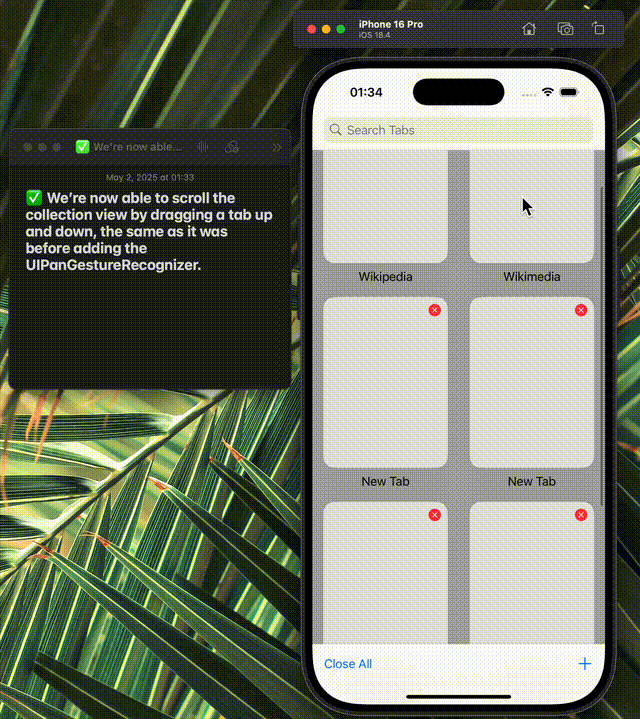 iPhone 16 Pro
iOS 18.4
✅ We're now able...
May 2, 2025 at 01:33
✅ We're now able to scroll the
collection view by dragging a tab up
and down, the same as it was
before adding the
UIPanGestureRecognizer.
01:34
Search Tabs
Wikipedia
Wikimedia
New Tab
New Tab
Close All